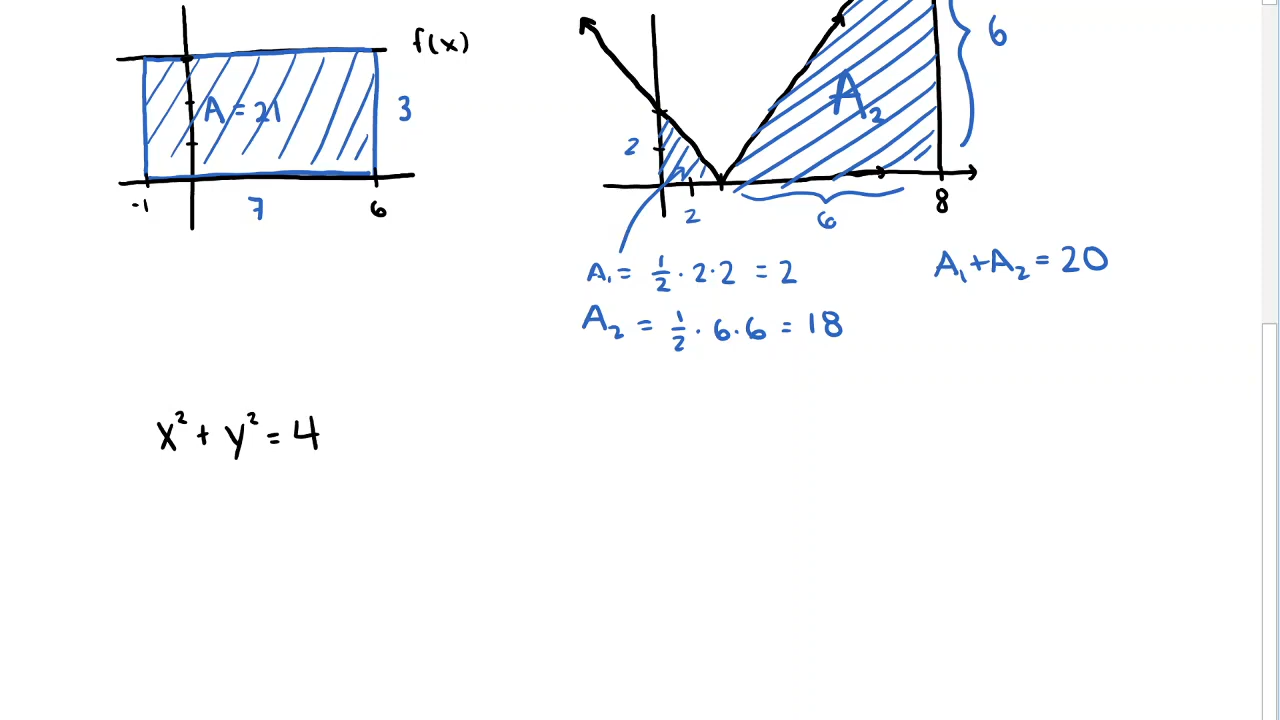 f(x)
A = 21
3
-1
7
6
6
A₂
2
2
6
8
A₁ = ½ · 2 · 2 = 2
A₁ + A₂ = 20
A₂ = ½ · 6 · 6 = 18
x² + y² = 4